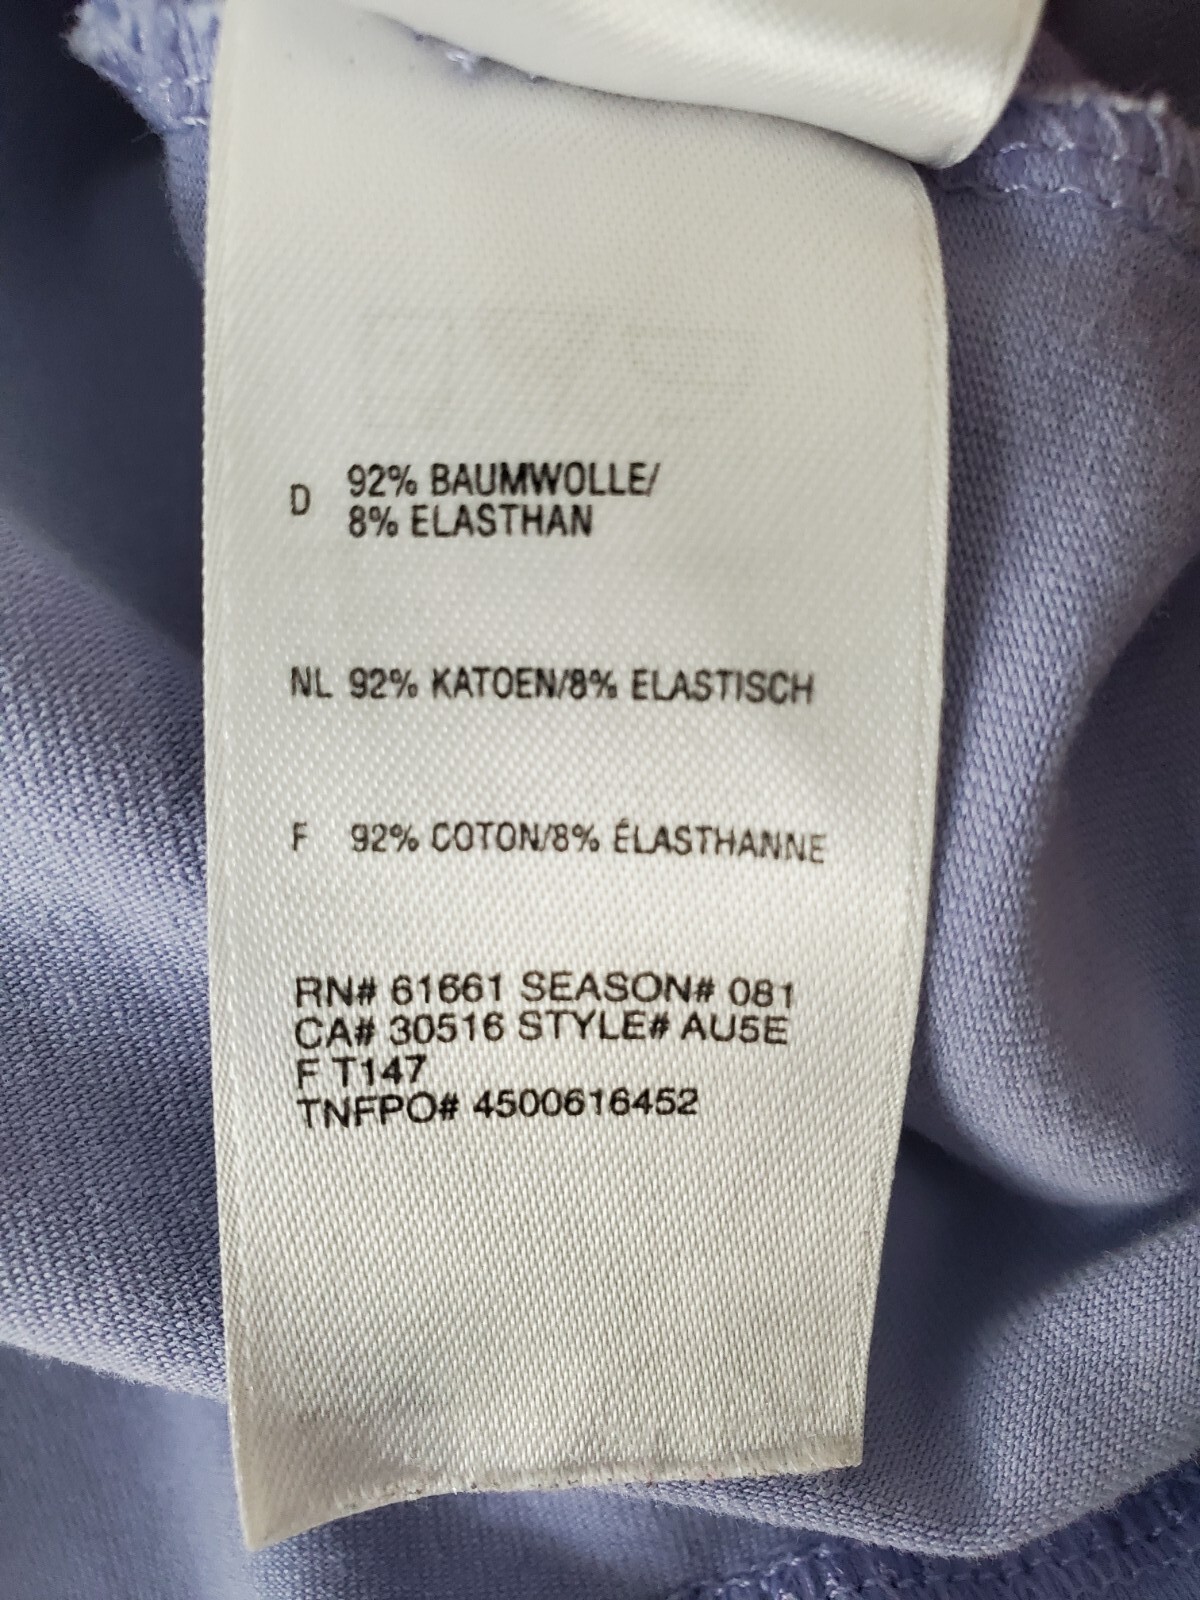 D 92% BAUMWOLLE/
8% ELASTHAN
NL 92% KATOEN/8% ELASTISCH
F 92% COTON/8% ÉLASTHANNE
RN# 61661 SEASON# 081
CA# 30516 STYLE# AU5E
F T147
TNFPO# 4500616452